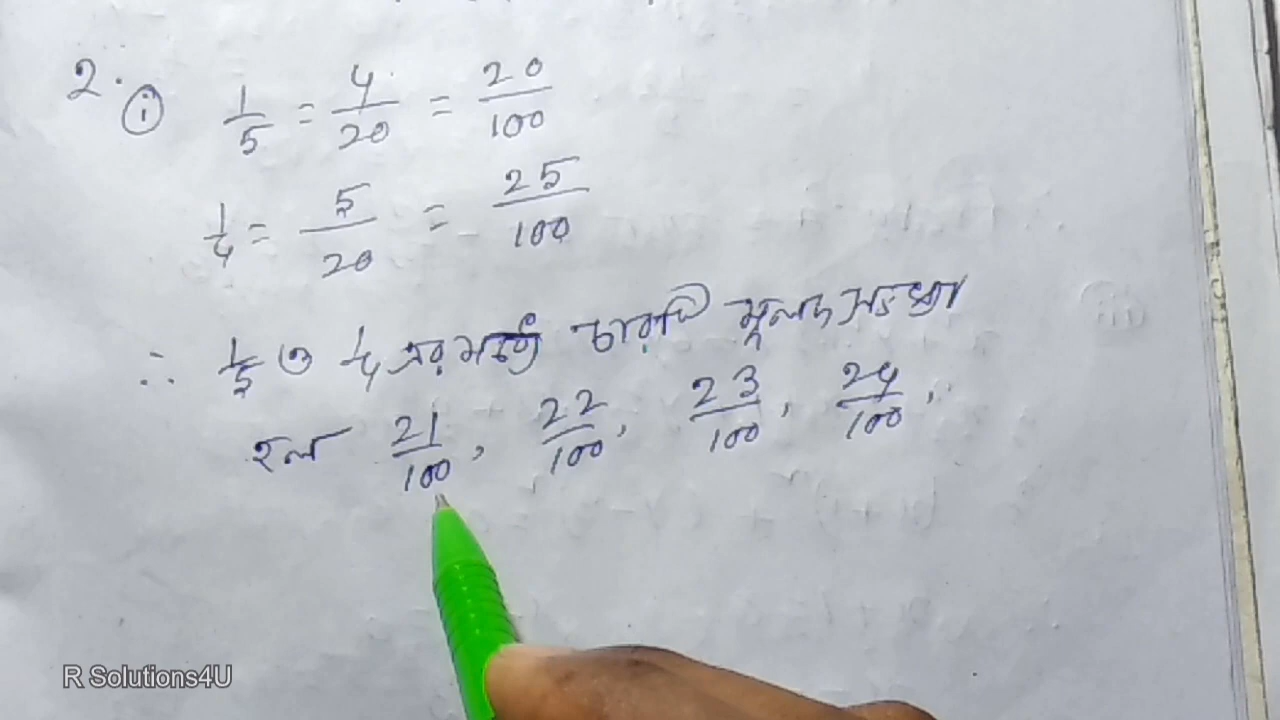 2. (i) 1/5 = 4/20 = 20/100
1/4 = 5/20 = 25/100
∴ 1/5 ও 1/4 এর মধ্যে চারটি মূলদ সংখ্যা
হল 21/100, 22/100, 23/100, 24/100,
R Solutions4U